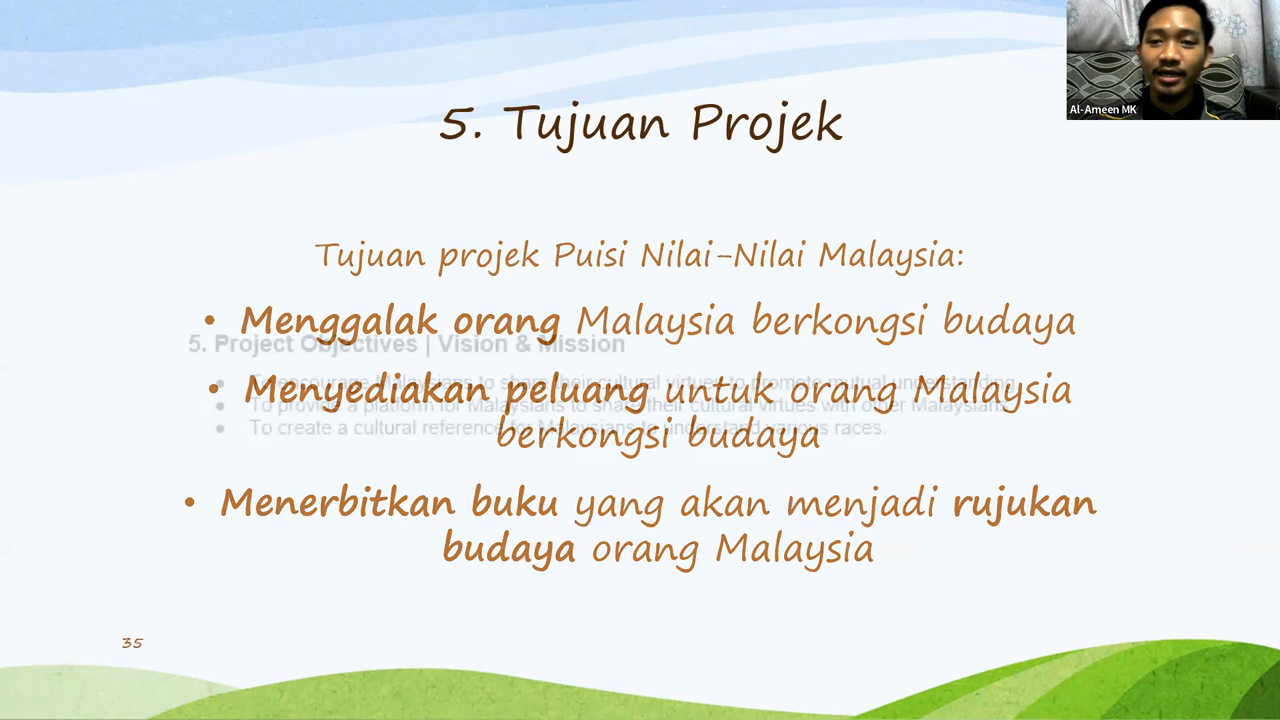 Al-Ameen MK
5. Tujuan Projek
Tujuan projek Puisi Nilai-Nilai Malaysia:
• Menggalak orang Malaysia berkongsi budaya
5. Project Objectives | Vision & Mission
• Menyediakan peluang untuk orang Malaysia
berkongsi budaya
• To encourage Malaysians to share their cultural virtues to promote mutual understanding
• To provide a platform for Malaysians to share their cultural virtues with other Malaysians
• To create a cultural reference for Malaysians to understand various races.
• Menerbitkan buku yang akan menjadi rujukan
budaya orang Malaysia
35